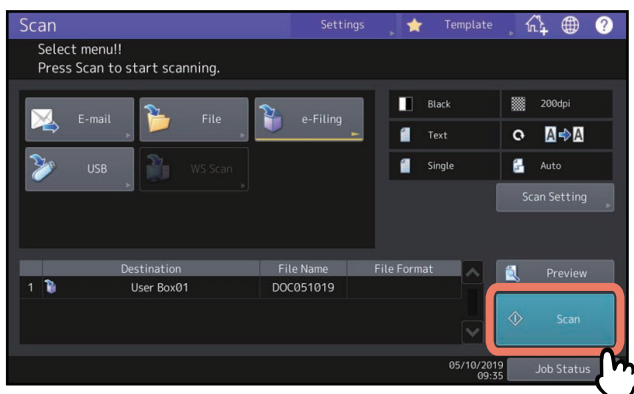 Scan
Settings
Template
?
Select menu!!
Press Scan to start scanning.
E-mail
File
e-Filing
USB
WS Scan
Black
200dpi
Text
A A
Single
Auto
Scan Setting
Destination File Name File Format
1 User Box01 DOC051019
Preview
Scan
05/10/2019
09:35
Job Status